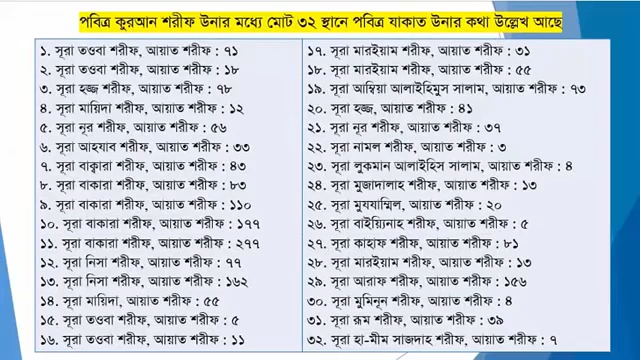 পবিত্র কুরআন শরীফ উনার মধ্যে মোট ৩২ স্থানে পবিত্র যাকাত উনার কথা উল্লেখ আছে
১. সূরা তওবা শরীফ, আয়াত শরীফ : ৭১
২. সূরা তওবা শরীফ, আয়াত শরীফ : ১৮
৩. সূরা হজ্জ শরীফ, আয়াত শরীফ : ৭৮
৪. সূরা মায়িদা শরীফ, আয়াত শরীফ : ১২
৫. সূরা নূর শরীফ, আয়াত শরীফ : ৫৬
৬. সূরা আহযাব শরীফ, আয়াত শরীফ : ৩৩
৭. সূরা বাক্বারা শরীফ, আয়াত শরীফ : ৪৩
৮. সূরা বাকারা শরীফ, আয়াত শরীফ : ৮৩
৯. সূরা বাকারা শরীফ, আয়াত শরীফ : ১১০
১০. সূরা বাকারা শরীফ, আয়াত শরীফ : ১৭৭
১১. সূরা বাকারা শরীফ, আয়াত শরীফ : ২৭৭
১২. সূরা নিসা শরীফ, আয়াত শরীফ : ৭৭
১৩. সূরা নিসা শরীফ, আয়াত শরীফ : ১৬২
১৪. সূরা মায়িদা, আয়াত শরীফ : ৫৫
১৫. সূরা তওবা শরীফ, আয়াত শরীফ : ৫
১৬. সূরা তওবা শরীফ, আয়াত শরীফ : ১১
১৭. সূরা মারইয়াম শরীফ, আয়াত শরীফ : ৩১
১৮. সূরা মারইয়াম শরীফ, আয়াত শরীফ : ৫৫
১৯. সূরা আম্বিয়া আলাইহিমুস সালাম, আয়াত শরীফ : ৭৩
২০. সূরা হজ্জ, আয়াত শরীফ : ৪১
২১. সূরা নূর শরীফ, আয়াত শরীফ : ৩৭
২২. সূরা নামল শরীফ, আয়াত শরীফ : ৩
২৩. সূরা লুকমান আলাইহিস সালাম, আয়াত শরীফ : ৪
২৪. সূরা মুজাদালাহ শরীফ, আয়াত শরীফ : ১৩
২৫. সূরা মুযযাম্মিল, আয়াত শরীফ : ২০
২৬. সূরা বাইয়্যিনাহ শরীফ, আয়াত শরীফ : ৫
২৭. সূরা কাহাফ শরীফ, আয়াত শরীফ : ৮১
২৮. সূরা মারইয়াম শরীফ, আয়াত শরীফ : ১৩
২৯. সূরা আরাফ শরীফ, আয়াত শরীফ : ১৫৬
৩০. সূরা মুমিনূন শরীফ, আয়াত শরীফ : ৪
৩১. সূরা রূম শরীফ, আয়াত শরীফ : ৩৯
৩২. সূরা হা-মীম সাজদাহ শরীফ, আয়াত শরীফ : ৭